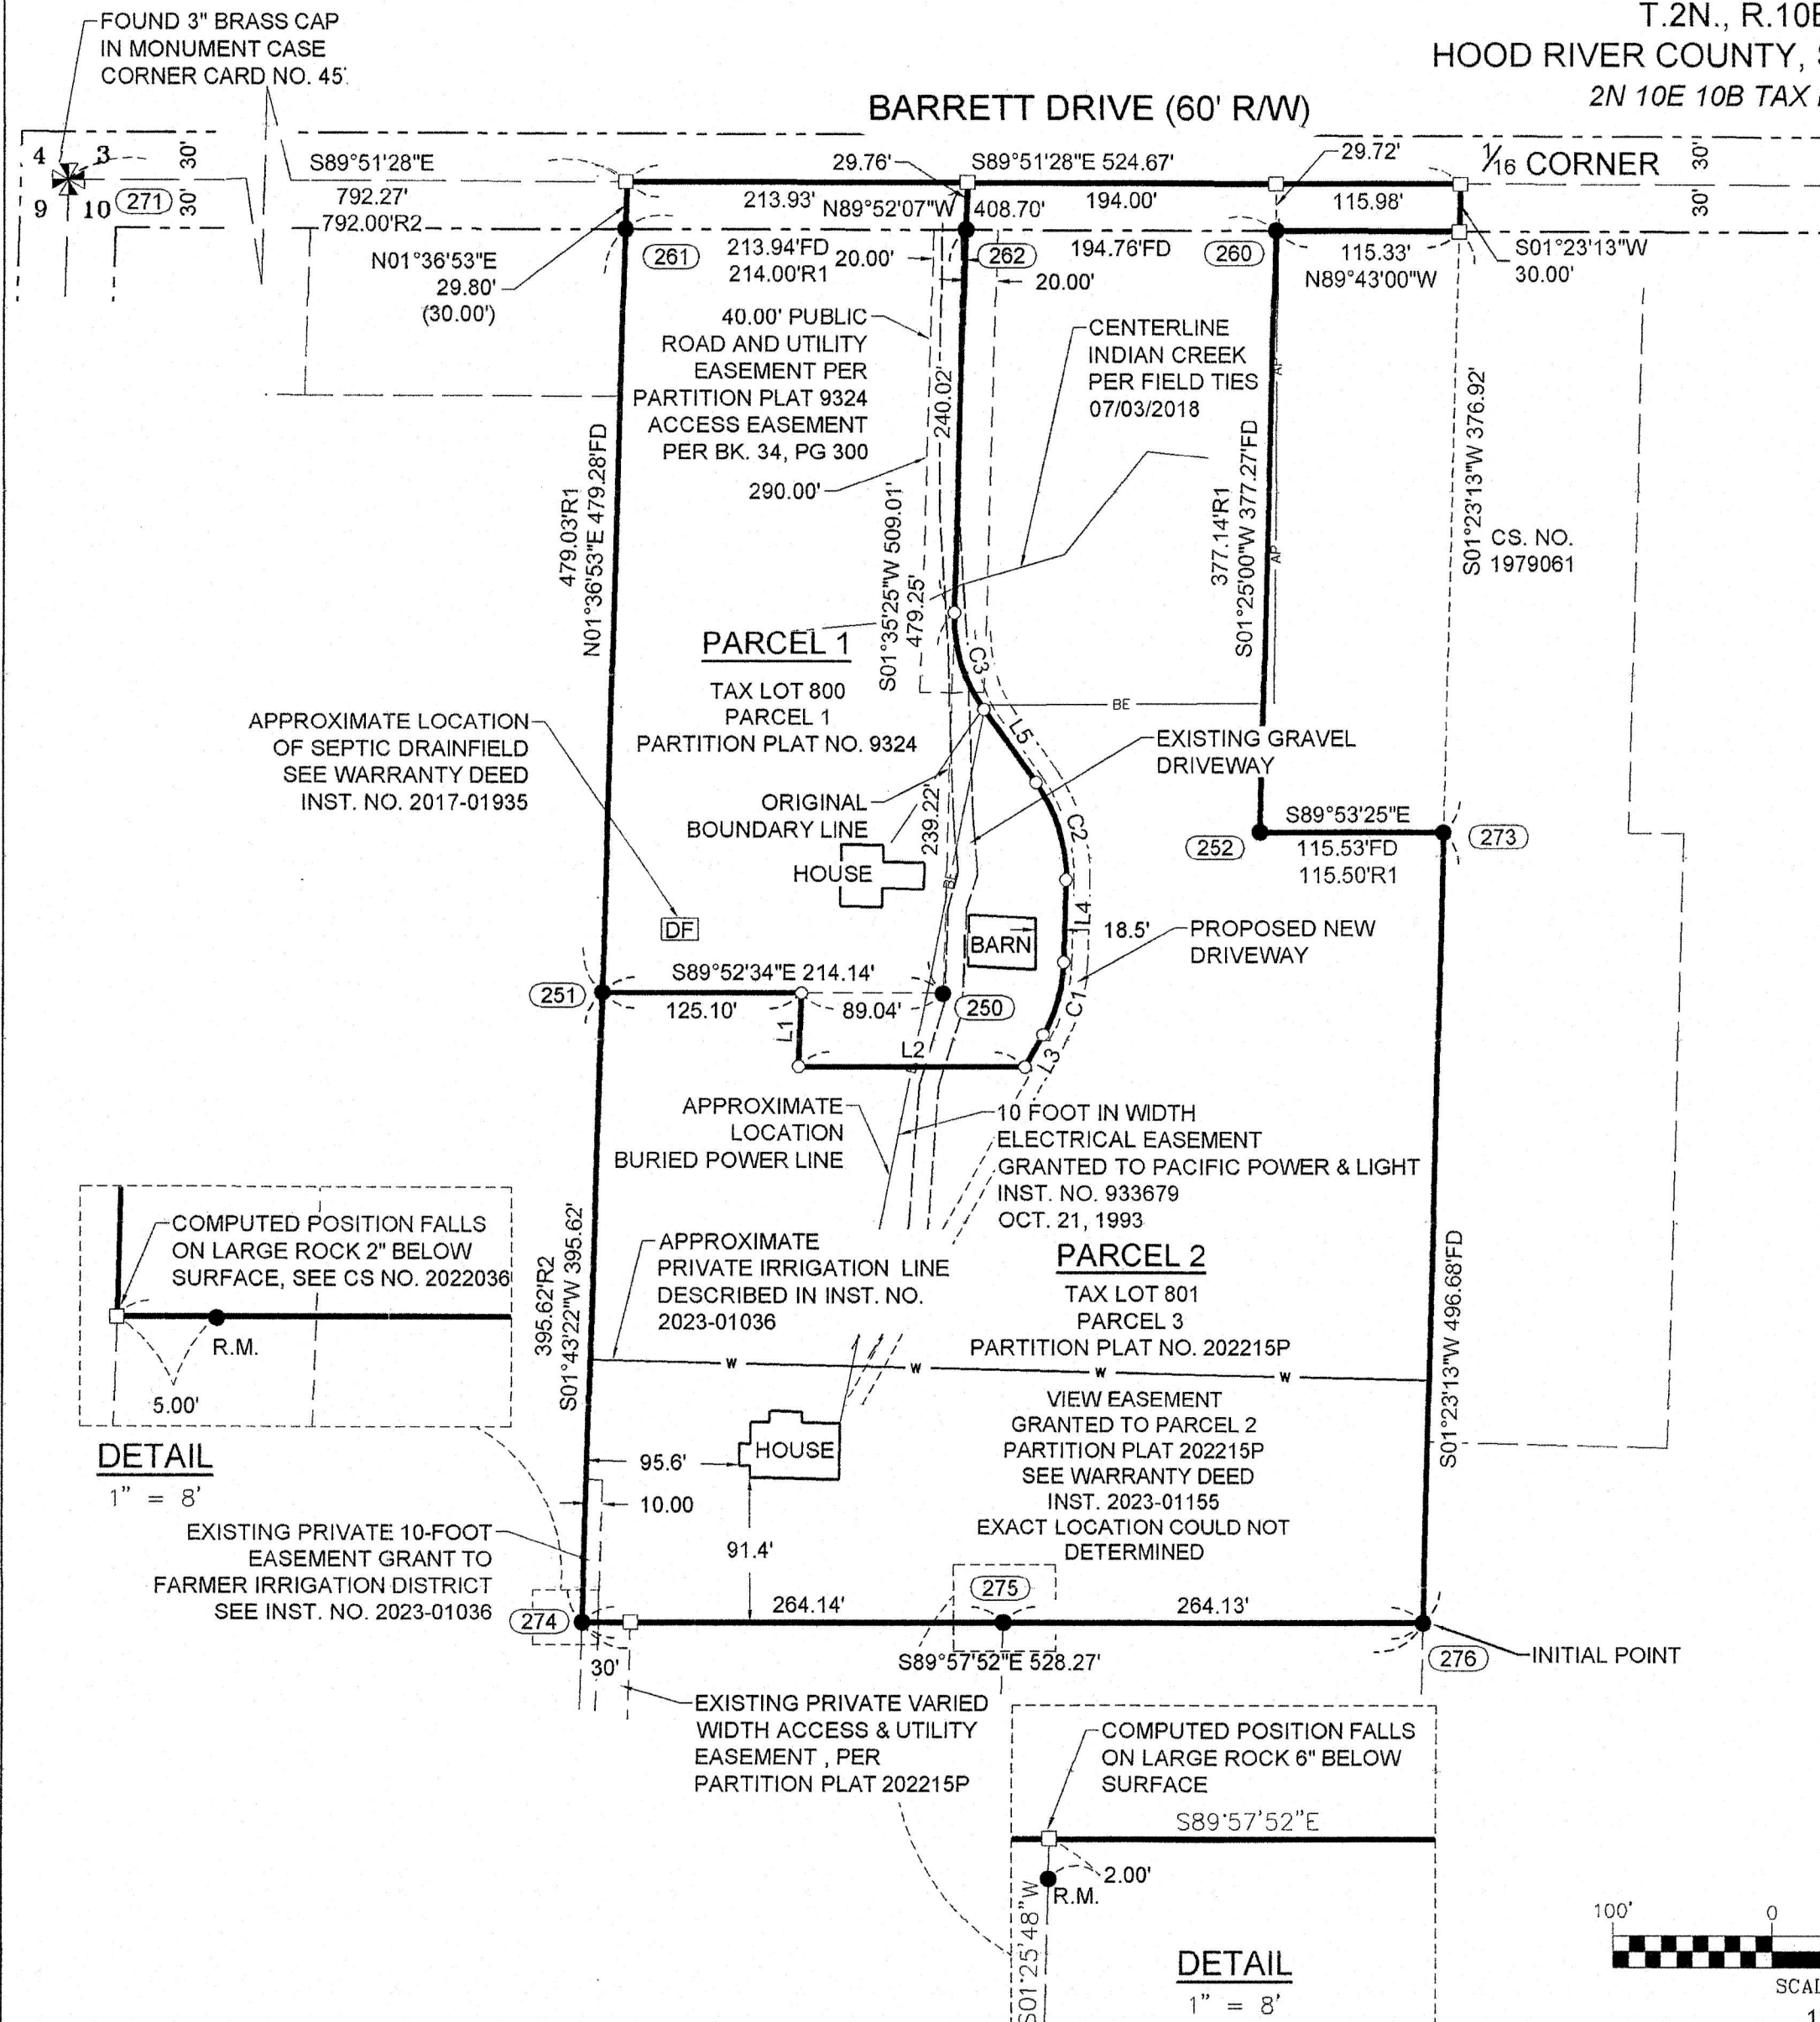 FOUND 3" BRASS CAP
IN MONUMENT CASE
CORNER CARD NO. 45
T.2N., R.10E
HOOD RIVER COUNTY,
2N 10E 10B TAX
BARRETT DRIVE (60' R/W)
4 3
9 10
271
30'
30'
S89°51'28"E
792.27'
792.00'R2
29.76'
S89°51'28"E 524.67'
29.72'
1/16 CORNER
30'
30'
213.93'
N89°52'07"W
408.70'
194.00'
115.98'
N01°36'53"E
29.80'
(30.00')
261
213.94'FD
214.00'R1
20.00'
262
20.00'
194.76'FD
260
115.33'
N89°43'00"W
S01°23'13"W
30.00'
40.00' PUBLIC
ROAD AND UTILITY
EASEMENT PER
PARTITION PLAT 9324
ACCESS EASEMENT
PER BK. 34, PG 300
290.00'
240.02'
CENTERLINE
INDIAN CREEK
PER FIELD TIES
07/03/2018
AP
AP
479.03'R1
N01°36'53"E 479.28'FD
S01°35'25"W 509.01'
479.25'
377.14'R1
S01°25'00"W 377.27'FD
S01°23'13"W 376.92'
CS. NO.
1979061
PARCEL 1
TAX LOT 800
PARCEL 1
PARTITION PLAT NO. 9324
C3
BE
L5
APPROXIMATE LOCATION
OF SEPTIC DRAINFIELD
SEE WARRANTY DEED
INST. NO. 2017-01935
EXISTING GRAVEL
DRIVEWAY
ORIGINAL
BOUNDARY LINE
239.22'
C2
S89°53'25"E
252
115.53'FD
115.50'R1
273
HOUSE
BE
DF
BARN
L4
18.5'
PROPOSED NEW
DRIVEWAY
S89°52'34"E 214.14'
251
125.10'
89.04'
250
C1
L1
L2
L3
APPROXIMATE
LOCATION
BURIED POWER LINE
10 FOOT IN WIDTH
ELECTRICAL EASEMENT
GRANTED TO PACIFIC POWER & LIGHT
INST. NO. 933679
OCT. 21, 1993
COMPUTED POSITION FALLS
ON LARGE ROCK 2" BELOW
SURFACE, SEE CS NO. 2022036
R.M.
5.00'
DETAIL
1" = 8'
395.62'R2
S01°43'22"W 395.62'
APPROXIMATE
PRIVATE IRRIGATION LINE
DESCRIBED IN INST. NO.
2023-01036
PARCEL 2
TAX LOT 801
PARCEL 3
PARTITION PLAT NO. 202215P
W W W W
S01°23'13"W 496.68'FD
VIEW EASEMENT
GRANTED TO PARCEL 2
PARTITION PLAT 202215P
SEE WARRANTY DEED
INST. 2023-01155
EXACT LOCATION COULD NOT
DETERMINED
HOUSE
95.6'
10.00
91.4'
EXISTING PRIVATE 10-FOOT
EASEMENT GRANT TO
FARMER IRRIGATION DISTRICT
SEE INST. NO. 2023-01036
274
264.14'
275
264.13'
276
INITIAL POINT
30'
S89°57'52"E 528.27'
EXISTING PRIVATE VARIED
WIDTH ACCESS & UTILITY
EASEMENT , PER
PARTITION PLAT 202215P
COMPUTED POSITION FALLS
ON LARGE ROCK 6" BELOW
SURFACE
S89°57'52"E
2.00'
R.M.
S01°25'48"W
DETAIL
1" = 8'
100'
0